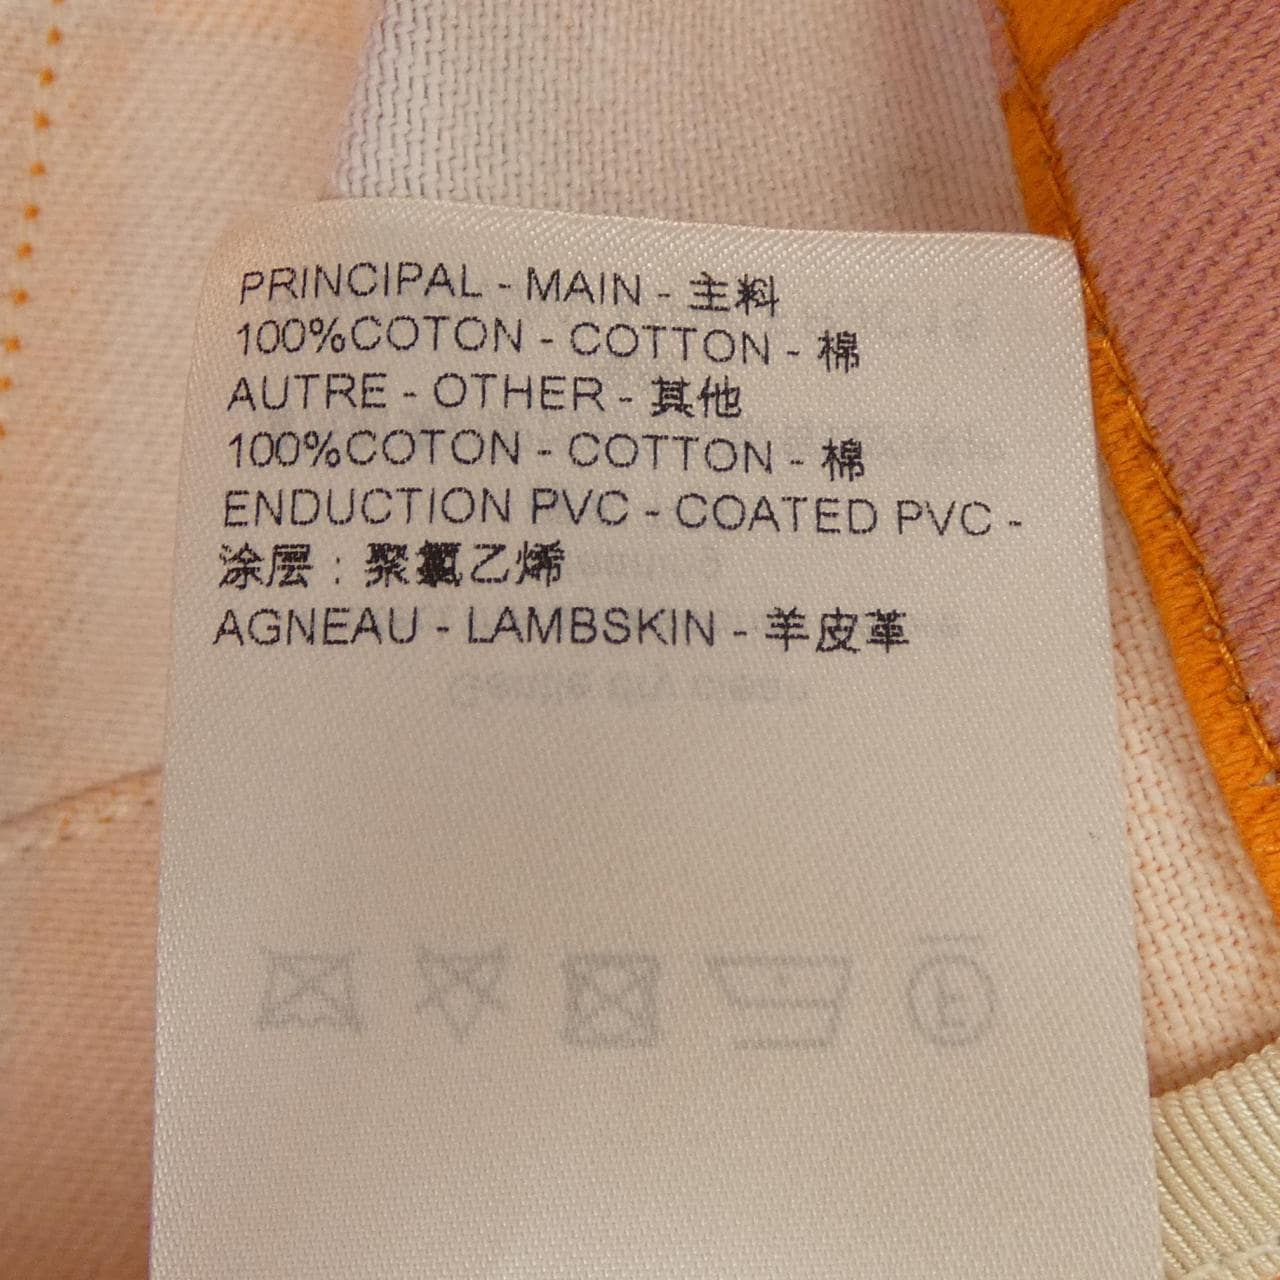 PRINCIPAL - MAIN - 主料
100%COTON - COTTON - 棉
AUTRE - OTHER - 其他
100%COTON - COTTON - 棉
ENDUCTION PVC - COATED PVC -
涂层 : 聚氯乙烯
AGNEAU - LAMBSKIN - 羊皮革